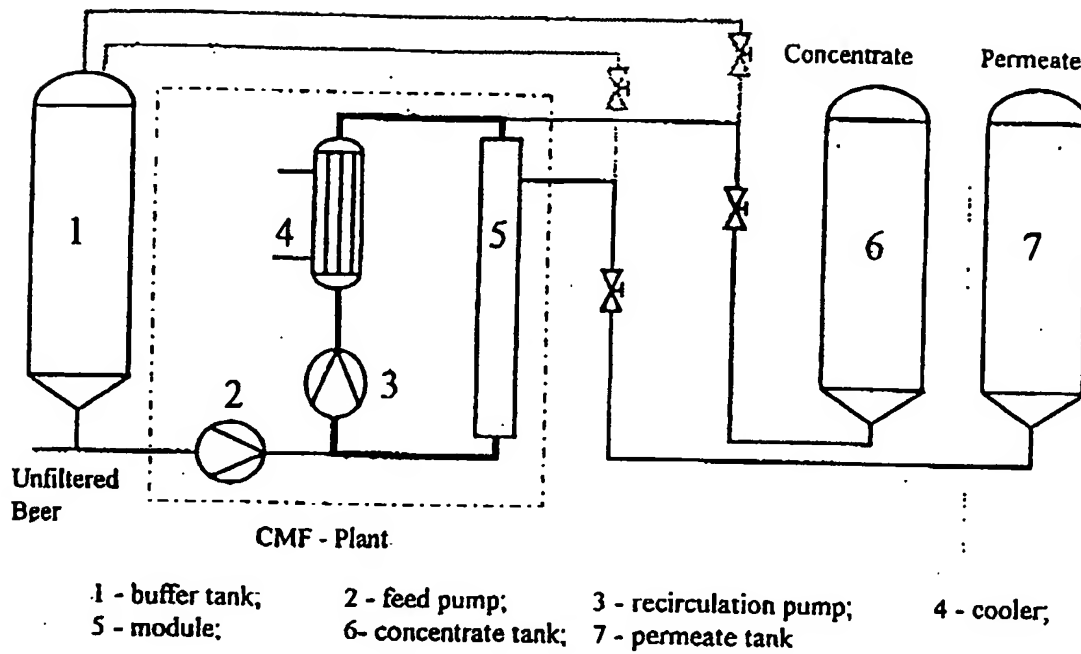 Concentrate Permeate
1 4 5 6 7
2 3
Unfiltered
Beer
CMF - Plant
1 - buffer tank; 2 - feed pump; 3 - recirculation pump; 4 - cooler;
5 - module; 6- concentrate tank; 7 - permeate tank